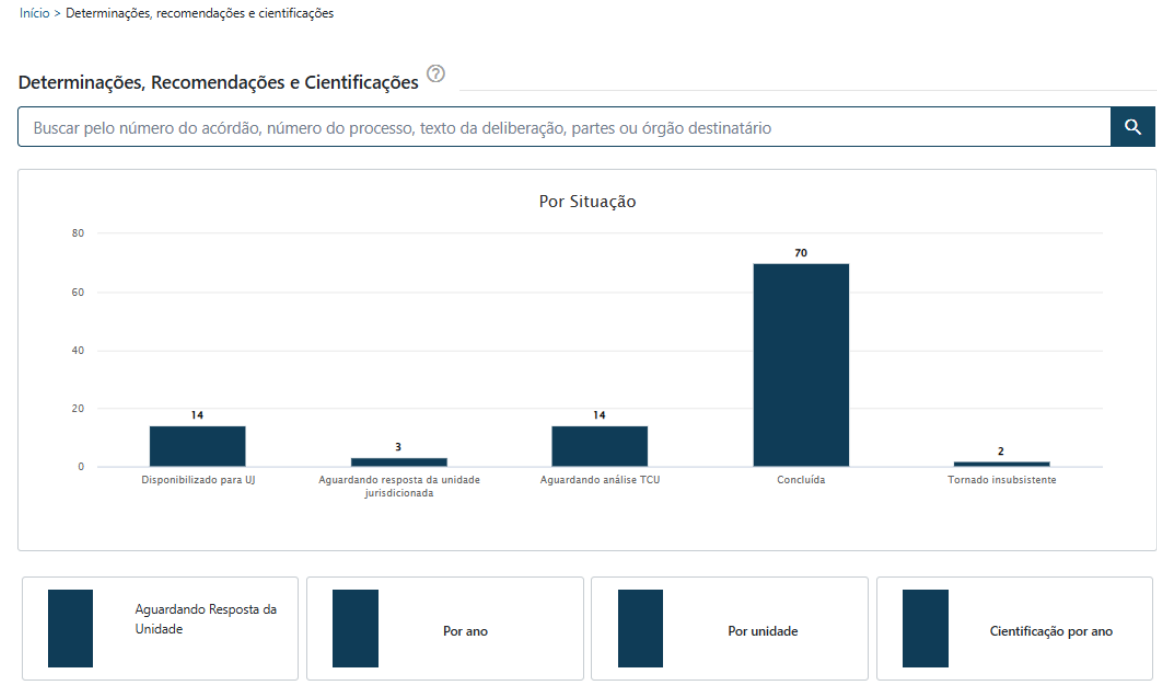 Início > Determinações, recomendações e cientificações
Determinações, Recomendações e Cientificações ?
Buscar pelo número do acórdão, número do processo, texto da deliberação, partes ou órgão destinatário
Por Situação
80
60
40
20
0
14
3
14
70
2
Disponibilizado para UJ
Aguardando resposta da unidade
jurisdicionada
Aguardando análise TCU
Concluída
Tornado insubsistente
Aguardando Resposta da
Unidade
Por ano
Por unidade
Cientificação por ano